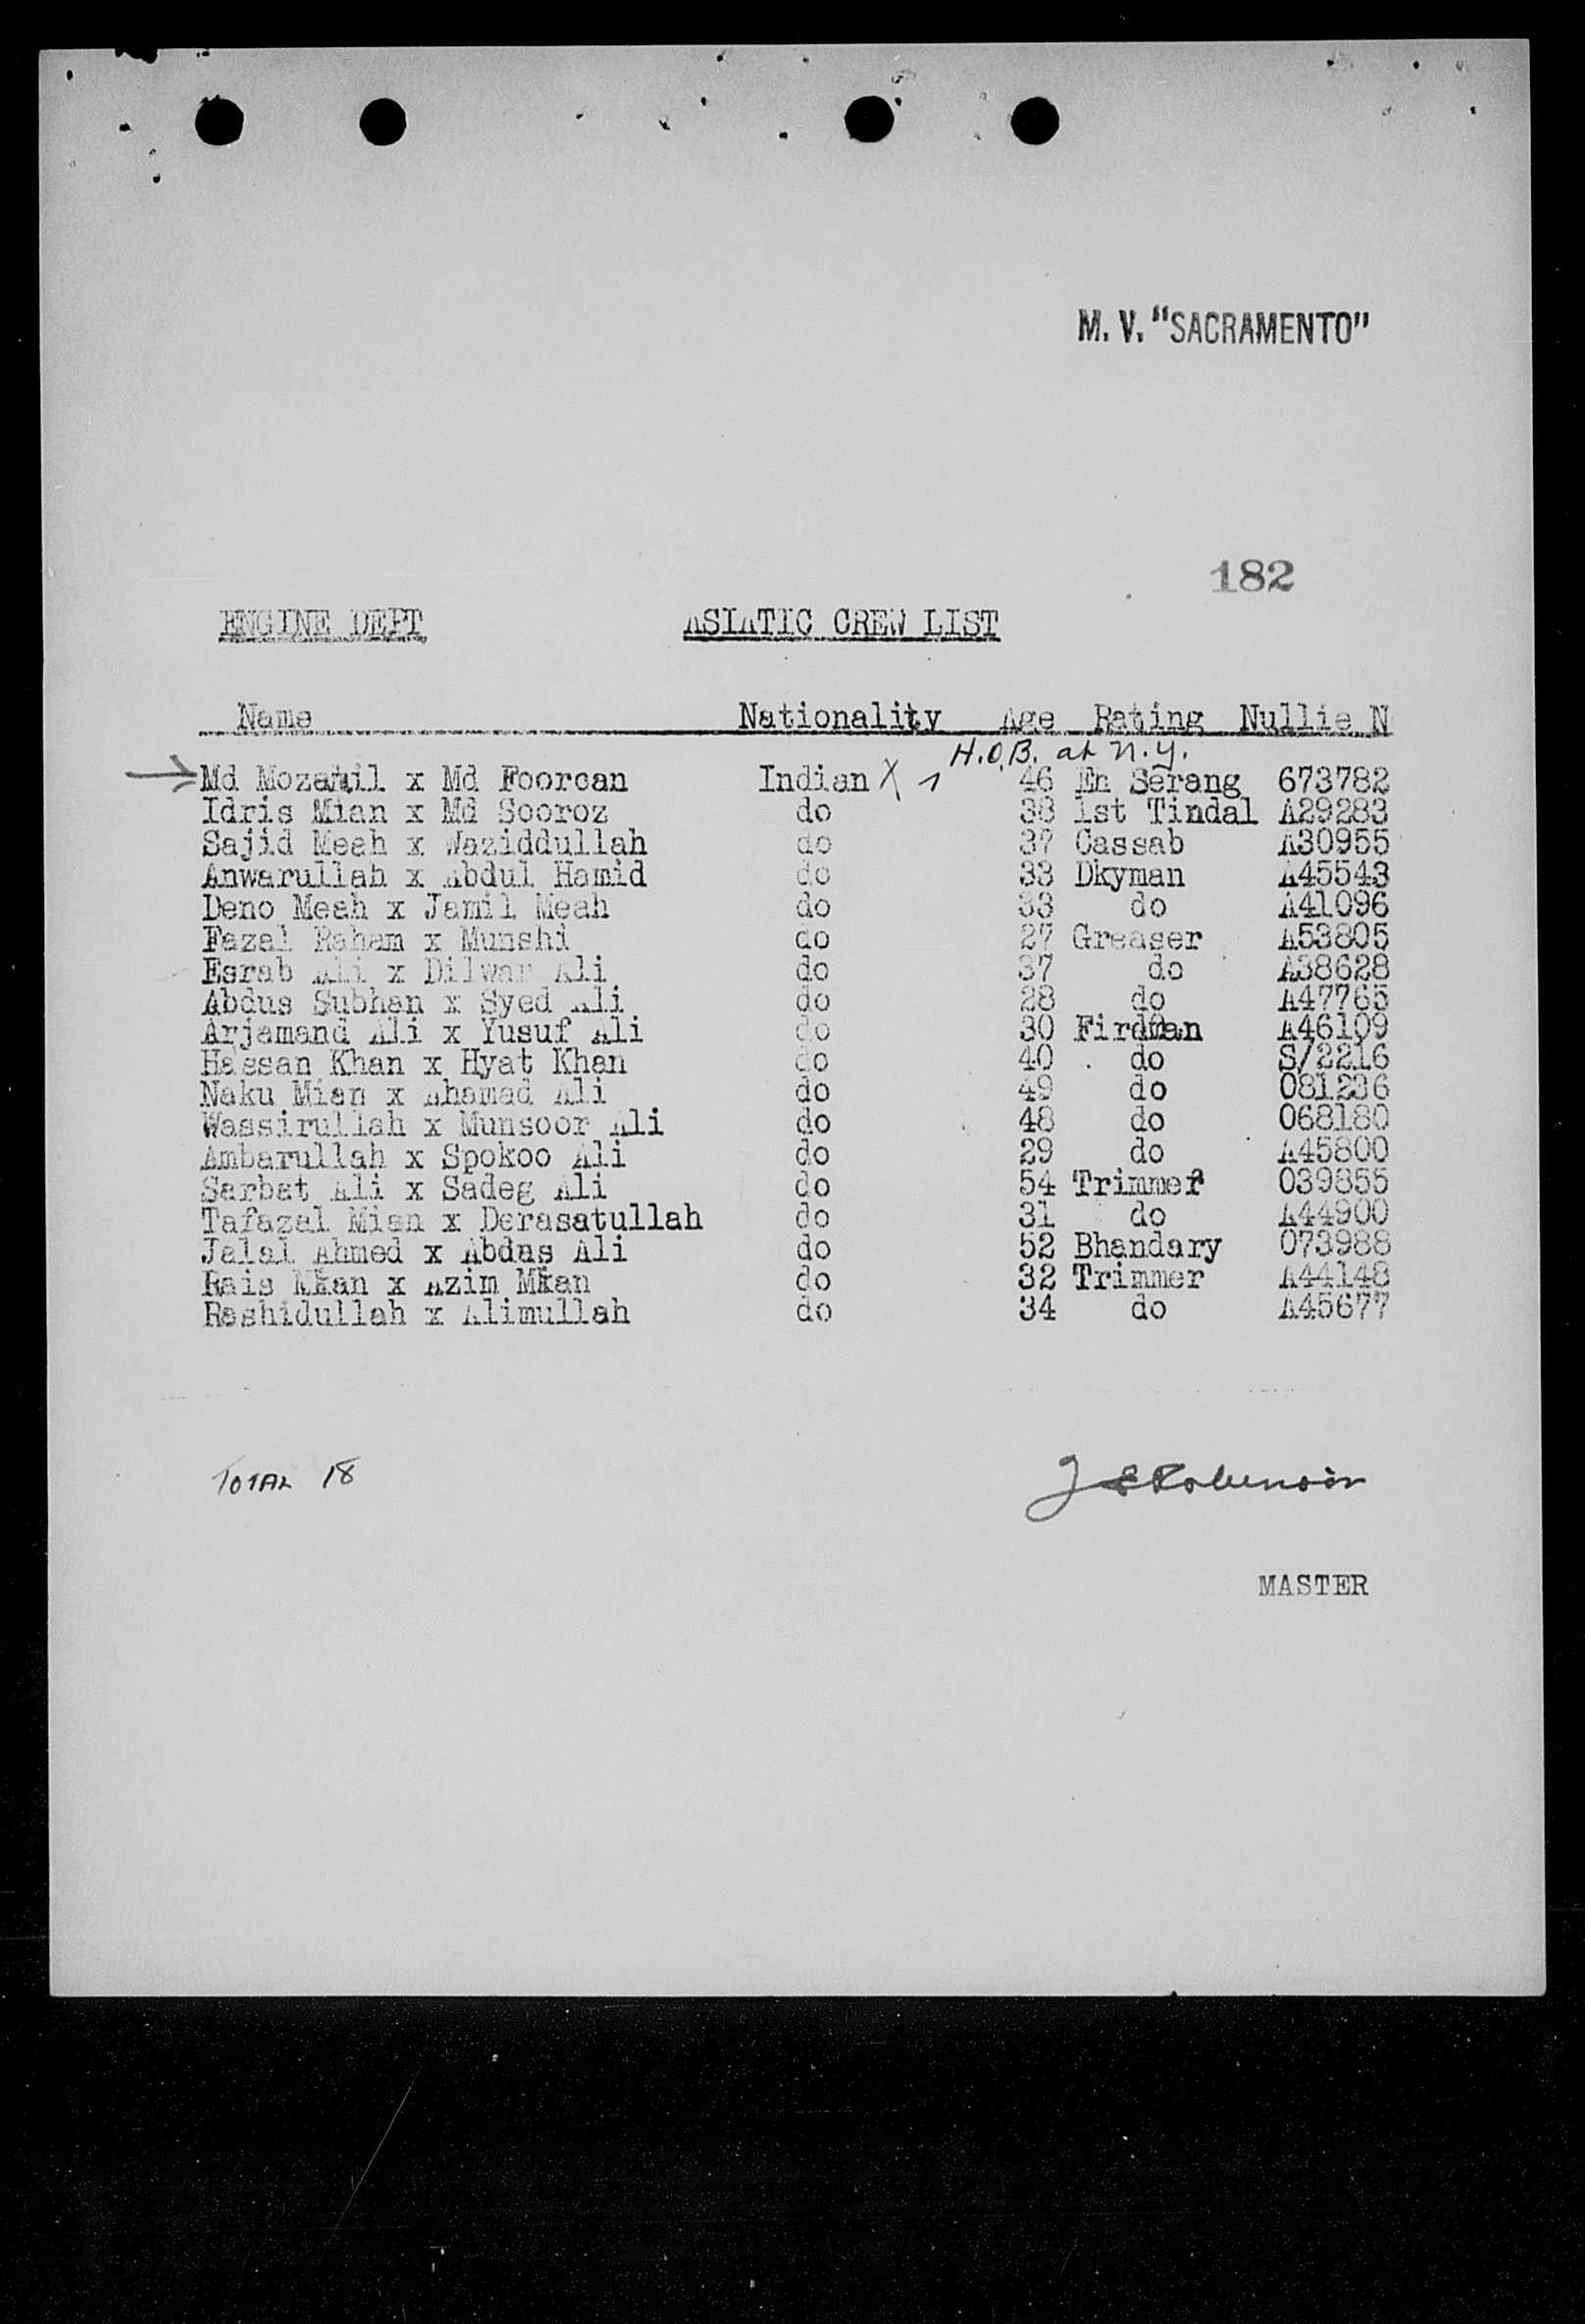 M. V. "SACRAMENTO"
182
ENGINE DEPT ASIATIC CREW LIST
Name Nationality Age Rating Nullie N
H.O.B. at N.Y.
Md Mozamil x Md Foorcan Indian X 1 46 En Serang 673782
Idris Mian x Md Sooroz do 38 1st Tindal A29283
Sajid Meah x Waziddullah do 37 Cassab A30955
Anwarullah x Abdul Hamid do 33 Dkyman A45543
Deno Meah x Jamil Meah do 33 do A41096
Fazal Raham x Munshi do 27 Greaser A53805
Esrab Ali x Dilwar Ali do 37 do A38628
Abdus Subhan x Syed Ali do 28 do A47765
Arjamand Ali x Yusuf Ali do 30 Fireman A46109
Hassan Khan x Hyat Khan do 40 do S/2216
Naku Mian x Ahamad Ali do 49 do 081236
Wassirullah x Munsoor Ali do 48 do 068180
Ambarullah x Spokoo Ali do 29 do A45800
Sarbat Ali x Sadeg Ali do 54 Trimmer 039855
Tafazal Mian x Derasatullah do 31 do A44900
Jalal Ahmed x Abdus Ali do 52 Bhandary 073988
Rais Mian x Azim Mian do 32 Trimmer A44148
Rashidullah x Alimullah do 34 do A45677
TOTAL 18 J E Robinson
MASTER